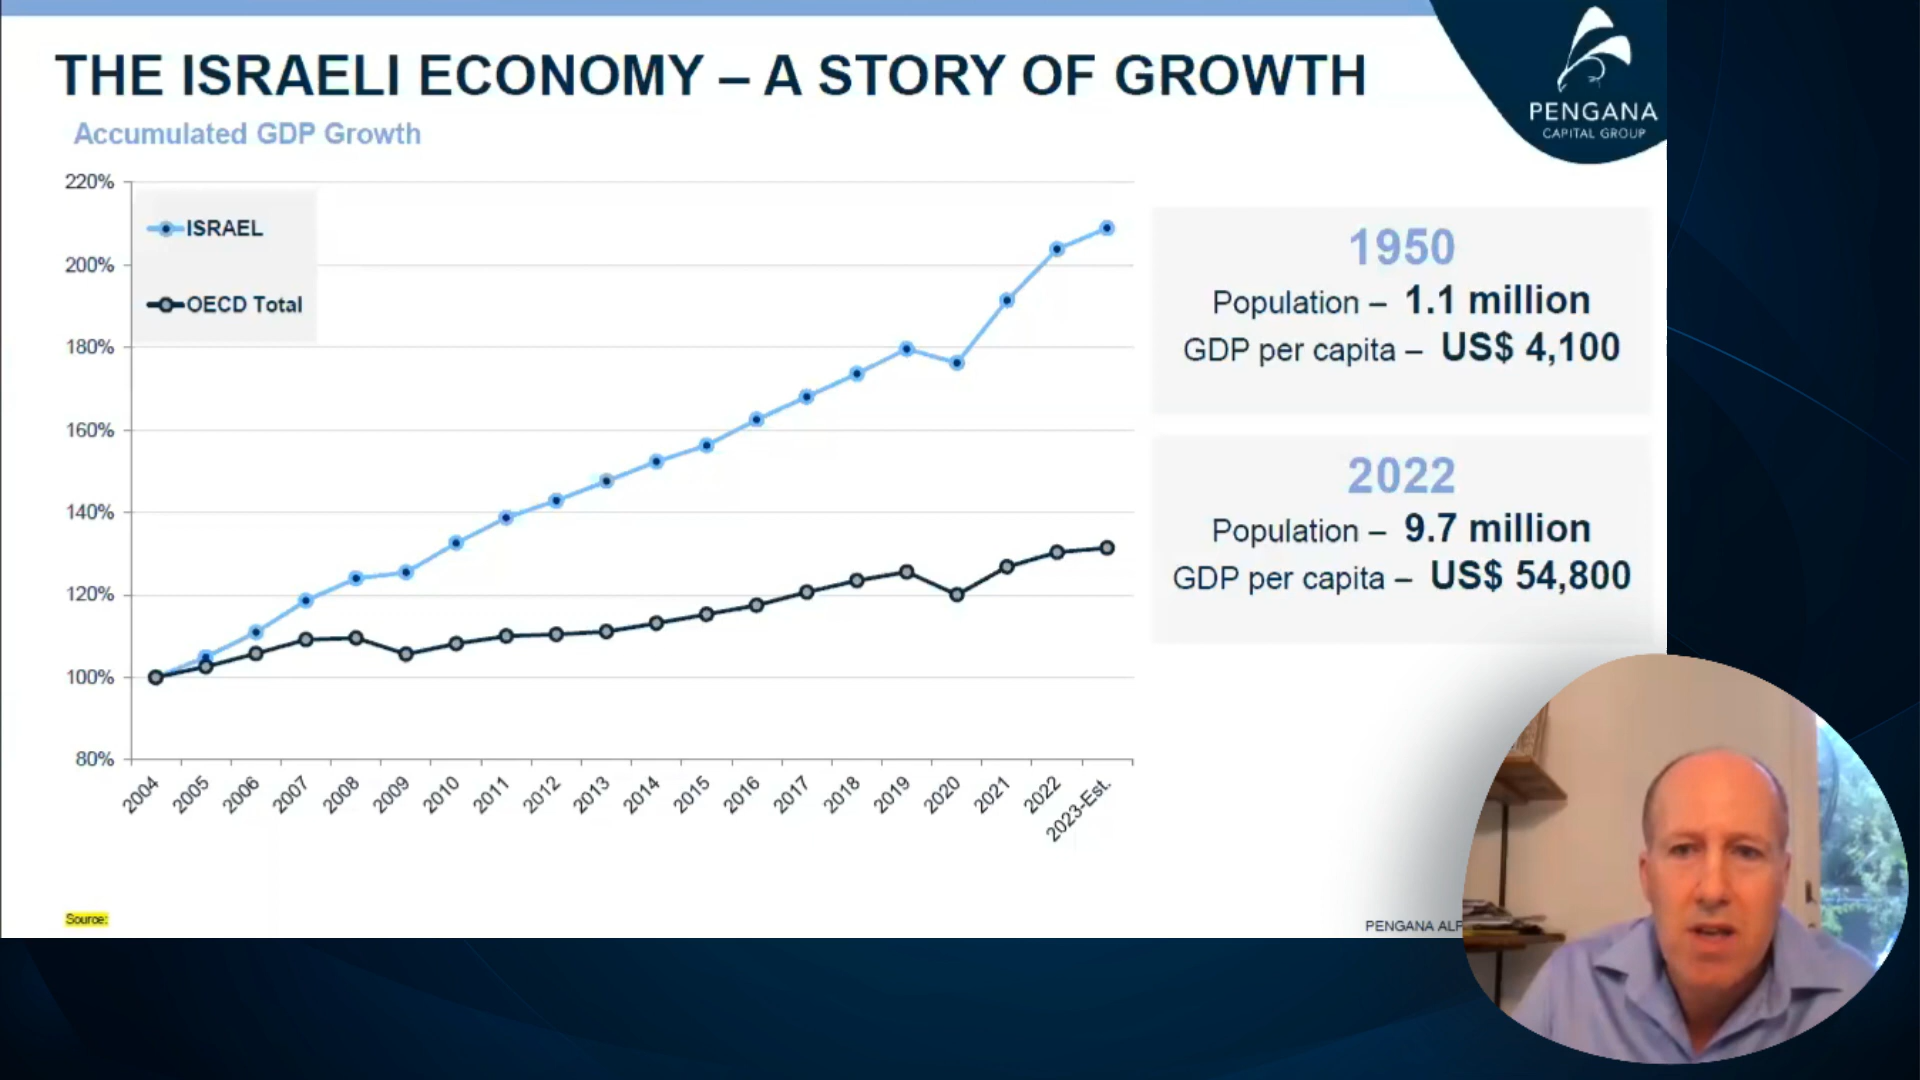 THE ISRAELI ECONOMY – A STORY OF GROWTH
PENGANA
CAPITAL GROUP
Accumulated GDP Growth
220%
200%
180%
160%
140%
120%
100%
80%
ISRAEL
OECD Total
2004 2005 2006 2007 2008 2009 2010 2011 2012 2013 2014 2015 2016 2017 2018 2019 2020 2021 2022 2023-Est.
1950
Population – 1.1 million
GDP per capita – US$ 4,100
2022
Population – 9.7 million
GDP per capita – US$ 54,800
Source:
PENGANA